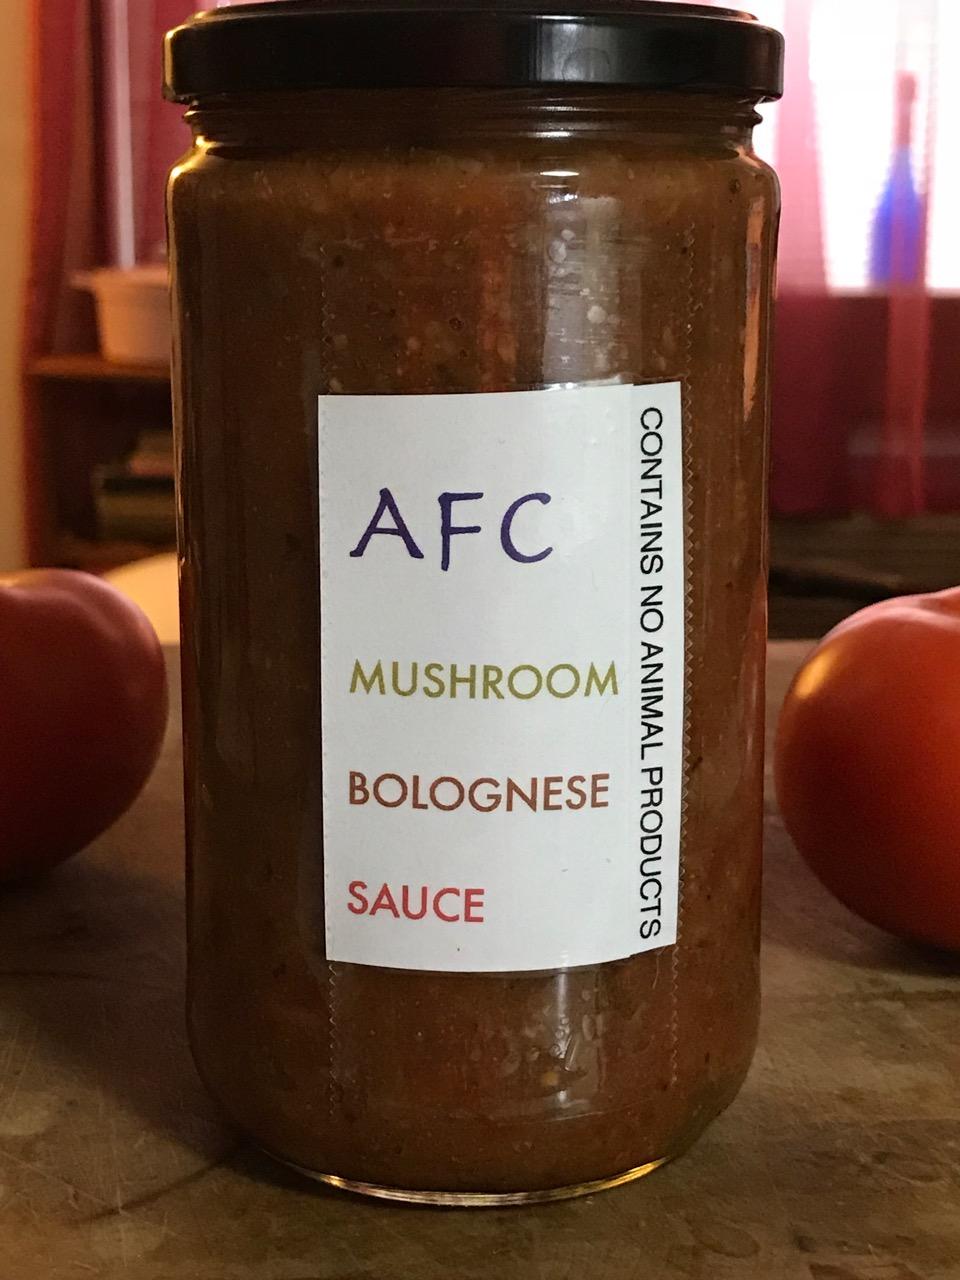 AFC
MUSHROOM
BOLOGNESE
SAUCE
CONTAINS NO ANIMAL PRODUCTS